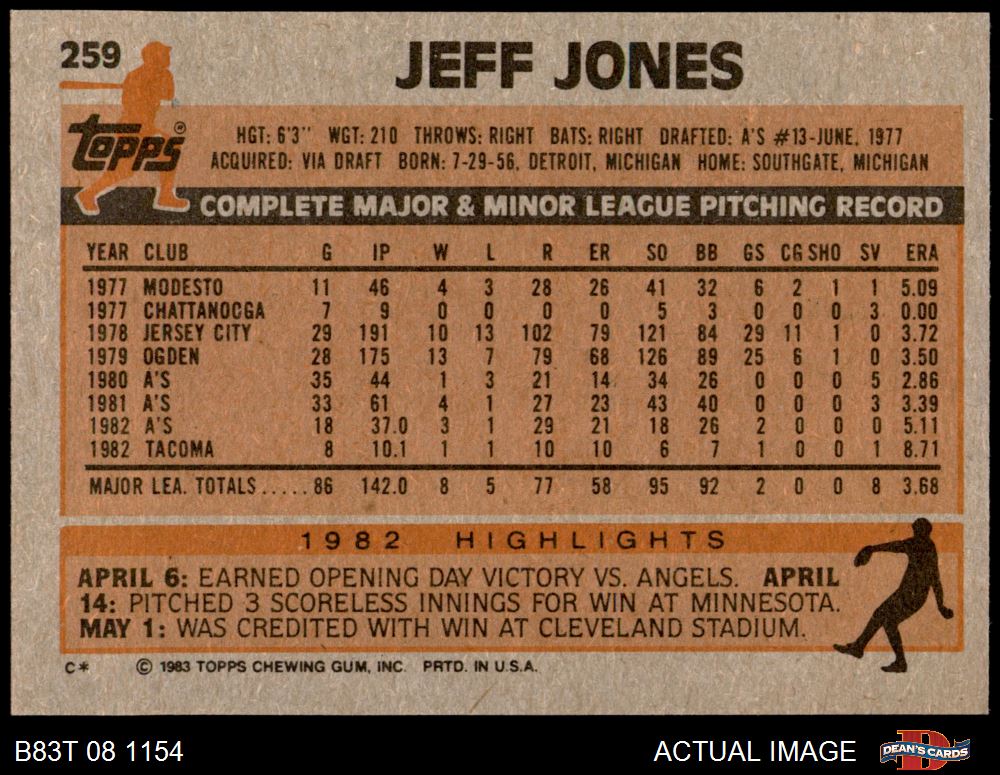 259
JEFF JONES
Topps®
HGT: 6'3" WGT: 210 THROWS: RIGHT BATS: RIGHT DRAFTED: A'S #13-JUNE, 1977
ACQUIRED: VIA DRAFT BORN: 7-29-56, DETROIT, MICHIGAN HOME: SOUTHGATE, MICHIGAN
COMPLETE MAJOR & MINOR LEAGUE PITCHING RECORD
YEAR CLUB G IP W L R ER SO BB GS CG SHO SV ERA
1977 MODESTO 11 46 4 3 28 26 41 32 6 2 1 1 5.09
1977 CHATTANOOGA 7 9 0 0 0 0 5 3 0 0 0 3 0.00
1978 JERSEY CITY 29 191 10 13 102 79 121 84 29 11 1 0 3.72
1979 OGDEN 28 175 13 7 79 68 126 89 25 6 1 0 3.50
1980 A'S 35 44 1 3 21 14 34 26 0 0 0 5 2.86
1981 A'S 33 61 4 1 27 23 43 40 0 0 0 3 3.39
1982 A'S 18 37.0 3 1 29 21 18 26 2 0 0 0 5.11
1982 TACOMA 8 10.1 1 1 10 10 6 7 1 0 0 1 8.71
MAJOR LEA. TOTALS ..... 86 142.0 8 5 77 58 95 92 2 0 0 8 3.68
1982 HIGHLIGHTS
APRIL 6: EARNED OPENING DAY VICTORY VS. ANGELS. APRIL
14: PITCHED 3 SCORELESS INNINGS FOR WIN AT MINNESOTA.
MAY 1: WAS CREDITED WITH WIN AT CLEVELAND STADIUM.
C* © 1983 TOPPS CHEWING GUM, INC. PRTD. IN U.S.A.
B83T 08 1154 ACTUAL IMAGE D DEAN'S CARDS